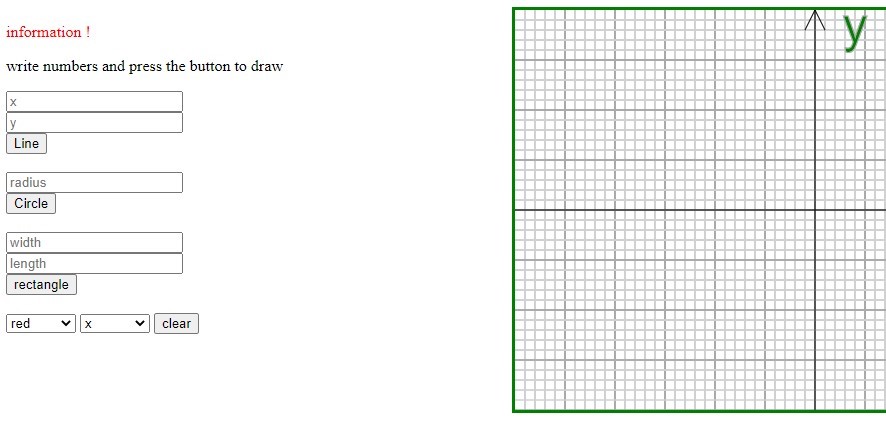 information !
write numbers and press the button to draw
x
y
Line
radius
Circle
width
length
rectangle
red x clear
y